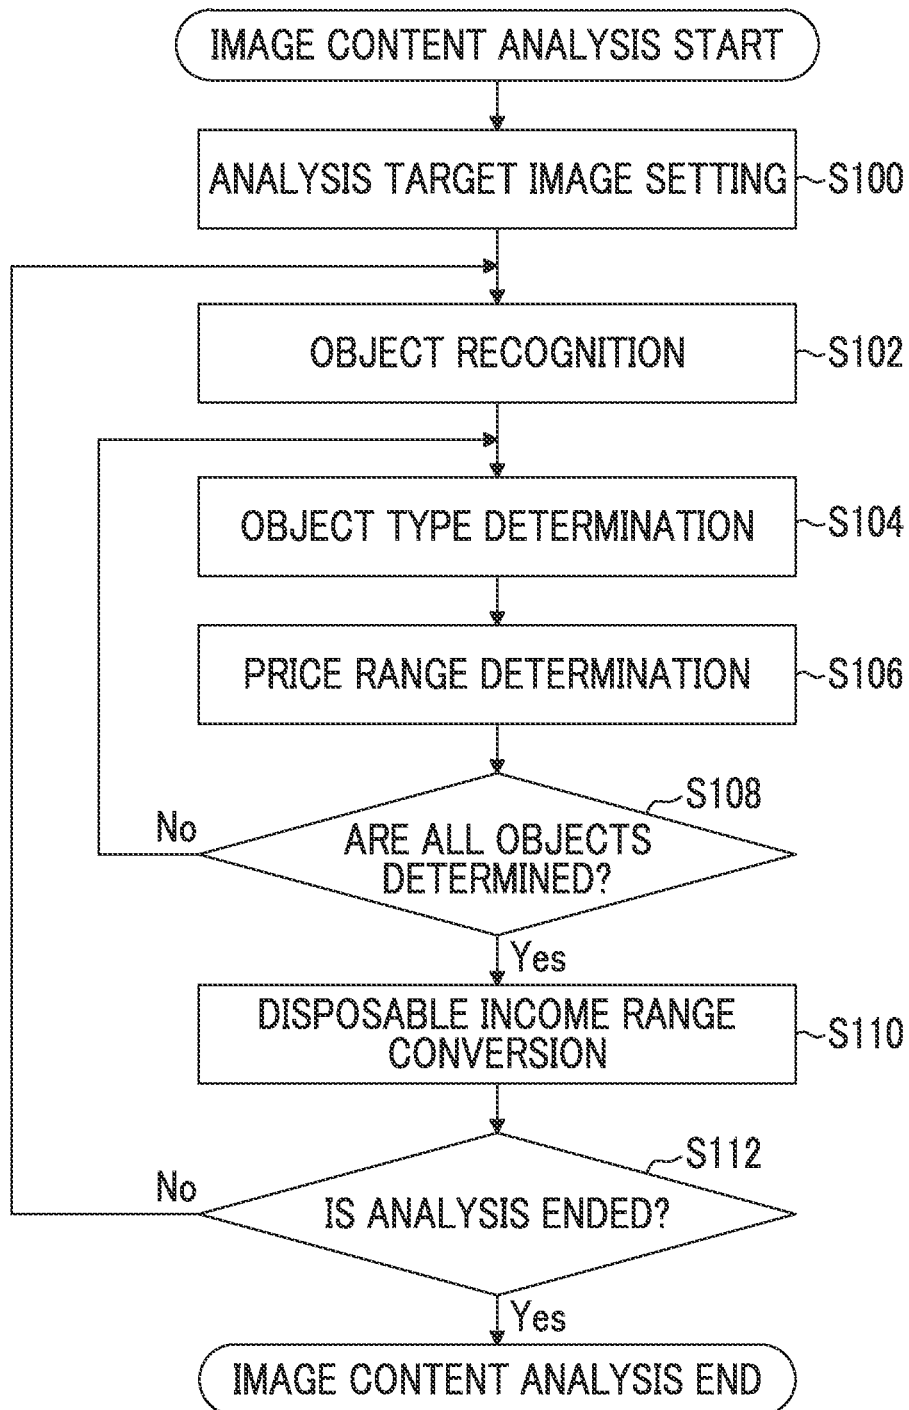 IMAGE CONTENT ANALYSIS START
ANALYSIS TARGET IMAGE SETTING
S100
OBJECT RECOGNITION
S102
OBJECT TYPE DETERMINATION
S104
PRICE RANGE DETERMINATION
S106
S108
No
ARE ALL OBJECTS
DETERMINED?
Yes
DISPOSABLE INCOME RANGE
CONVERSION
S110
S112
No
IS ANALYSIS ENDED?
Yes
IMAGE CONTENT ANALYSIS END